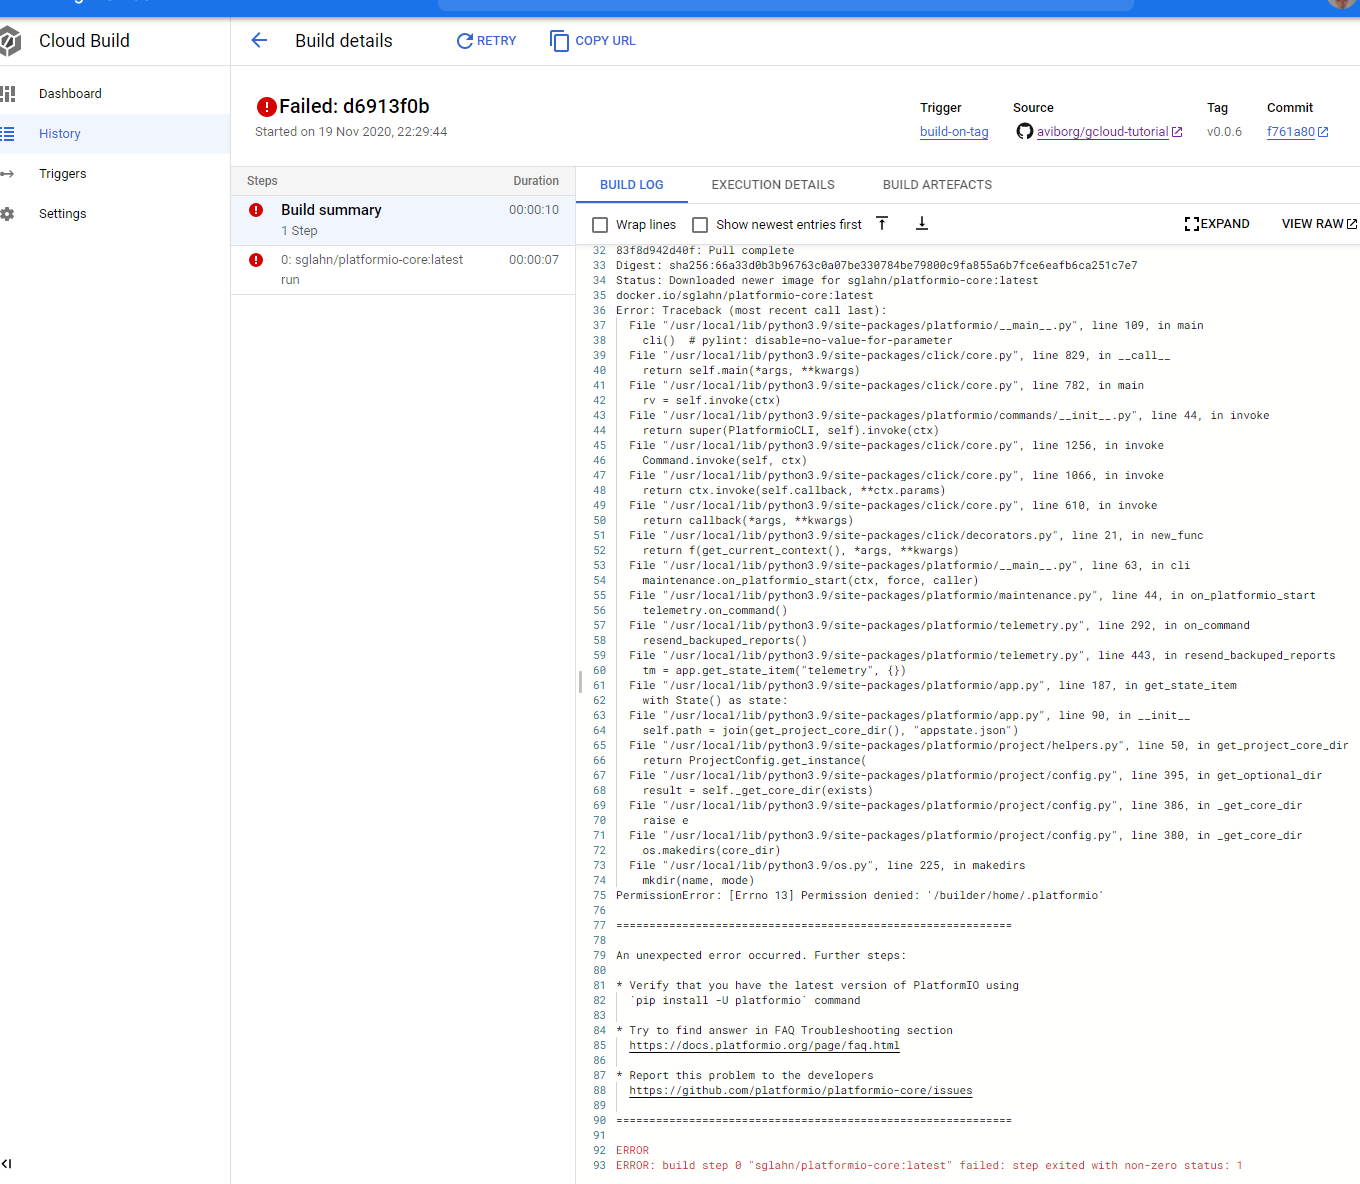 Cloud Build
Build details
RETRY
COPY URL
Dashboard
History
Triggers
Settings
Failed: d6913f0b
Started on 19 Nov 2020, 22:29:44
Trigger
build-on-tag
Source
aviborg/gcloud-tutorial
Tag
v0.0.6
Commit
f761a80
Steps Duration
Build summary 00:00:10
1 Step
0: sglahn/platformio-core:latest 00:00:07
run
BUILD LOG EXECUTION DETAILS BUILD ARTEFACTS
Wrap lines Show newest entries first EXPAND VIEW RAW
32 83f8d942d40f: Pull complete
33 Digest: sha256:66a33d0b3b96763c0a07be330784be79800c9fa855a6b7fce6eafb6ca251c7e7
34 Status: Downloaded newer image for sglahn/platformio-core:latest
35 docker.io/sglahn/platformio-core:latest
36 Error: Traceback (most recent call last):
37 File "/usr/local/lib/python3.9/site-packages/platformio/__main__.py", line 109, in main
38 cli()  # pylint: disable=no-value-for-parameter
39 File "/usr/local/lib/python3.9/site-packages/click/core.py", line 829, in __call__
40 return self.main(*args, **kwargs)
41 File "/usr/local/lib/python3.9/site-packages/click/core.py", line 782, in main
42 rv = self.invoke(ctx)
43 File "/usr/local/lib/python3.9/site-packages/platformio/commands/__init__.py", line 44, in invoke
44 return super(PlatformioCLI, self).invoke(ctx)
45 File "/usr/local/lib/python3.9/site-packages/click/core.py", line 1256, in invoke
46 Command.invoke(self, ctx)
47 File "/usr/local/lib/python3.9/site-packages/click/core.py", line 1066, in invoke
48 return ctx.invoke(self.callback, **ctx.params)
49 File "/usr/local/lib/python3.9/site-packages/click/core.py", line 610, in invoke
50 return callback(*args, **kwargs)
51 File "/usr/local/lib/python3.9/site-packages/click/decorators.py", line 21, in new_func
52 return f(get_current_context(), *args, **kwargs)
53 File "/usr/local/lib/python3.9/site-packages/platformio/__main__.py", line 63, in cli
54 maintenance.on_platformio_start(ctx, force, caller)
55 File "/usr/local/lib/python3.9/site-packages/platformio/maintenance.py", line 44, in on_platformio_start
56 telemetry.on_command()
57 File "/usr/local/lib/python3.9/site-packages/platformio/telemetry.py", line 292, in on_command
58 resend_backuped_reports()
59 File "/usr/local/lib/python3.9/site-packages/platformio/telemetry.py", line 443, in resend_backuped_reports
60 tm = app.get_state_item("telemetry", {})
61 File "/usr/local/lib/python3.9/site-packages/platformio/app.py", line 187, in get_state_item
62 with State() as state:
63 File "/usr/local/lib/python3.9/site-packages/platformio/app.py", line 90, in __init__
64 self.path = join(get_project_core_dir(), "appstate.json")
65 File "/usr/local/lib/python3.9/site-packages/platformio/project/helpers.py", line 50, in get_project_core_dir
66 return ProjectConfig.get_instance(
67 File "/usr/local/lib/python3.9/site-packages/platformio/project/config.py", line 395, in get_optional_dir
68 result = self._get_core_dir(exists)
69 File "/usr/local/lib/python3.9/site-packages/platformio/project/config.py", line 386, in _get_core_dir
70 raise e
71 File "/usr/local/lib/python3.9/site-packages/platformio/project/config.py", line 380, in _get_core_dir
72 os.makedirs(core_dir)
73 File "/usr/local/lib/python3.9/os.py", line 225, in makedirs
74 mkdir(name, mode)
75 PermissionError: [Errno 13] Permission denied: '/builder/home/.platformio'
76
77 ============================================================
78
79 An unexpected error occurred. Further steps:
80
81 * Verify that you have the latest version of PlatformIO using
82 `pip install -U platformio` command
83
84 * Try to find answer in FAQ Troubleshooting section
85 https://docs.platformio.org/page/faq.html
86
87 * Report this problem to the developers
88 https://github.com/platformio/platformio-core/issues
89
90 ============================================================
91
92 ERROR
93 ERROR: build step 0 "sglahn/platformio-core:latest" failed: step exited with non-zero status: 1